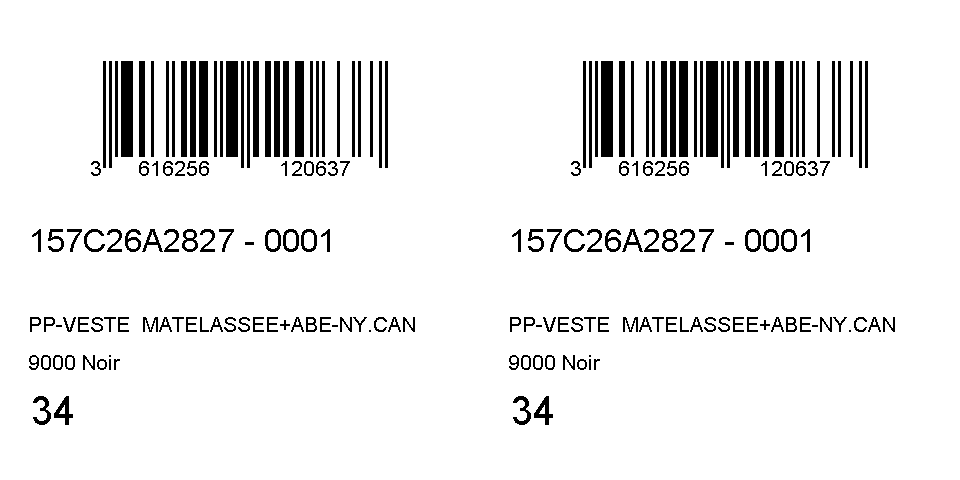 3 616256 120637
157C26A2827 - 0001
PP-VESTE  MATELASSEE+ABE-NY.CAN
9000 Noir
34
3 616256 120637
157C26A2827 - 0001
PP-VESTE  MATELASSEE+ABE-NY.CAN
9000 Noir
34